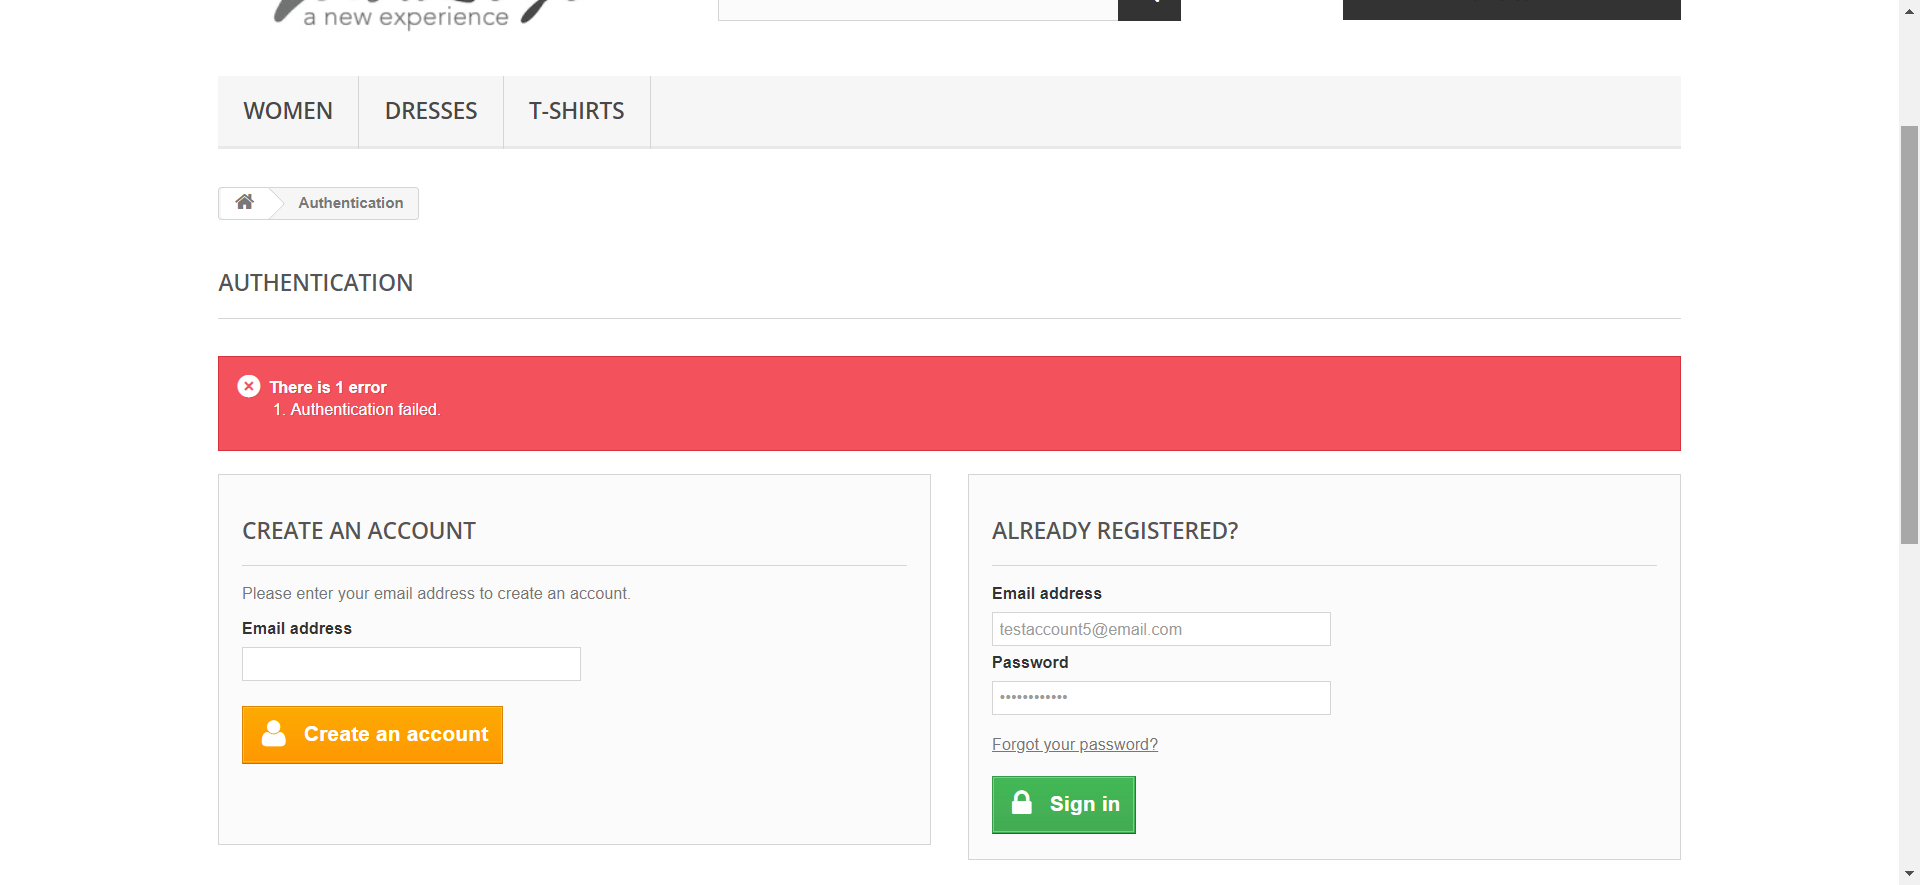 a new experience
WOMEN
DRESSES
T-SHIRTS
Authentication
AUTHENTICATION
There is 1 error
1. Authentication failed.
CREATE AN ACCOUNT
Please enter your email address to create an account.
Email address
Create an account
ALREADY REGISTERED?
Email address
testaccount5@email.com
Password
••••••••••••
Forgot your password?
Sign in